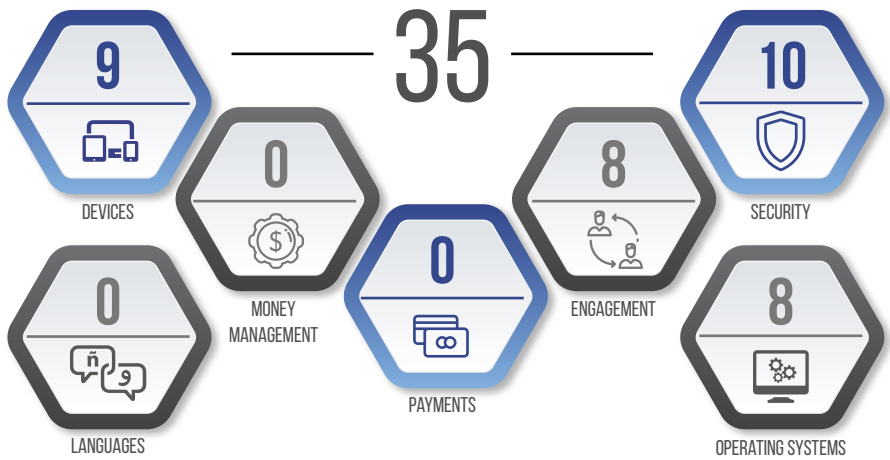 35
9
DEVICES
10
SECURITY
0
MONEY
MANAGEMENT
8
ENGAGEMENT
0
PAYMENTS
0
ñ
و
LANGUAGES
8
OPERATING SYSTEMS
$